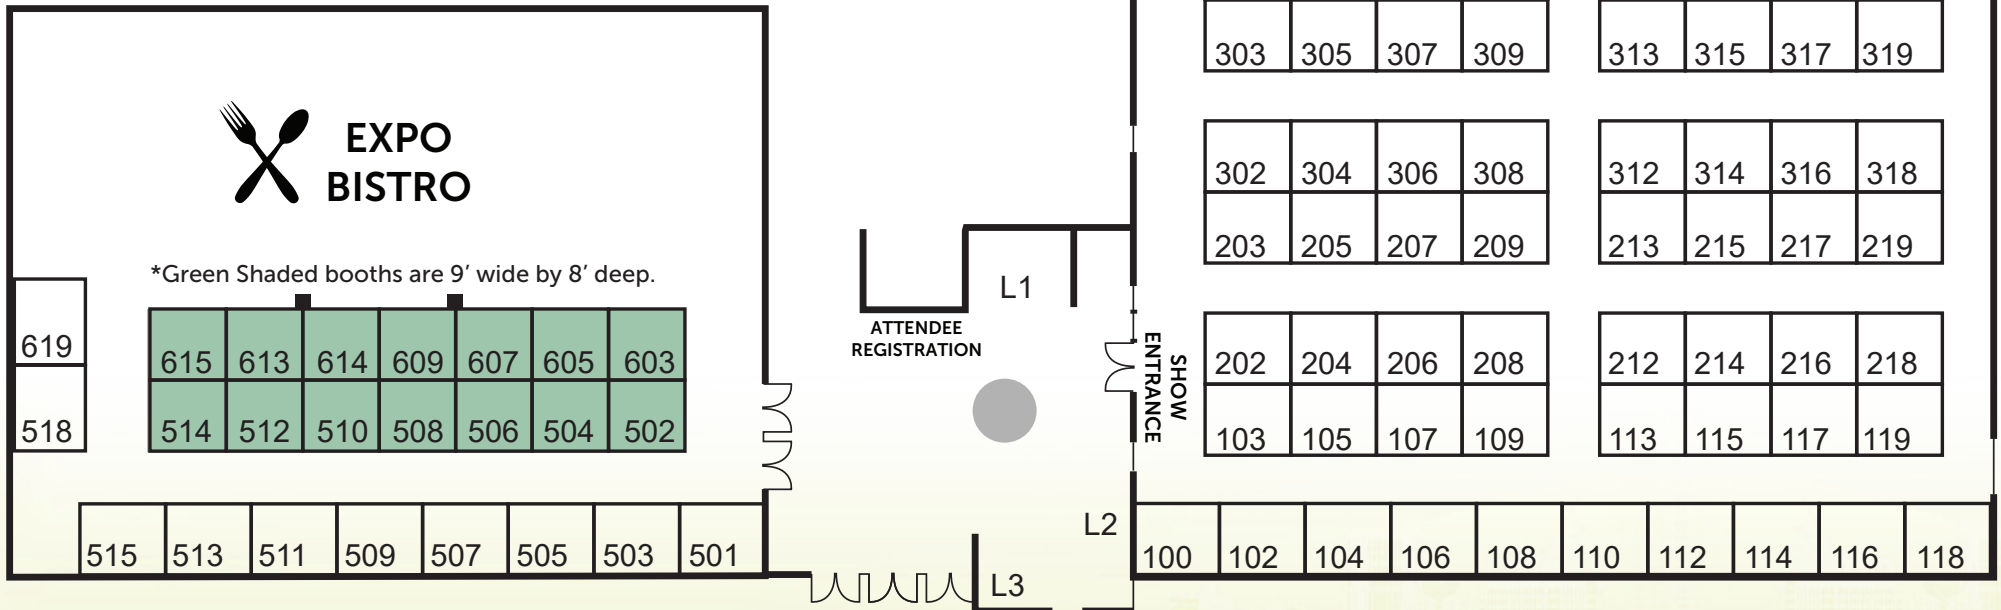 EXPO
BISTRO
*Green Shaded booths are 9’ wide by 8’ deep.
619
518
615 613 614 609 607 605 603
514 512 510 508 506 504 502
515 513 511 509 507 505 503 501
ATTENDEE
REGISTRATION
L1
L2
L3
SHOW
ENTRANCE
303 305 307 309 313 315 317 319
302 304 306 308 312 314 316 318
203 205 207 209 213 215 217 219
202 204 206 208 212 214 216 218
103 105 107 109 113 115 117 119
100 102 104 106 108 110 112 114 116 118